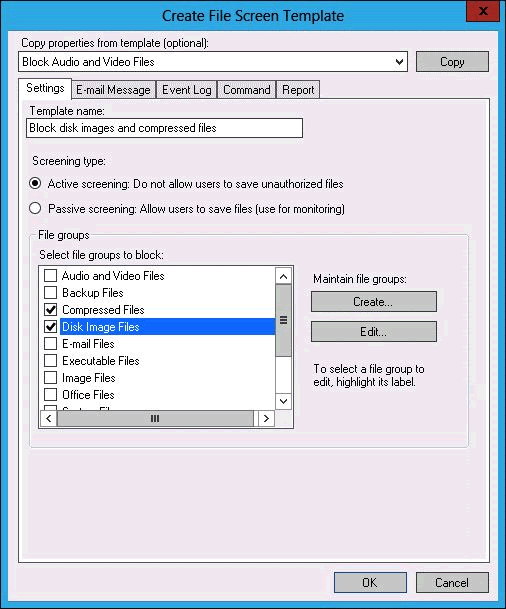 Create File Screen Template
x
Copy properties from template (optional):
Block Audio and Video Files
Copy
Settings E-mail Message Event Log Command Report
Template name:
Block disk images and compressed files
Screening type:
Active screening: Do not allow users to save unauthorized files
Passive screening: Allow users to save files (use for monitoring)
File groups
Select file groups to block:
Audio and Video Files
Backup Files
Compressed Files
Disk Image Files
E-mail Files
Executable Files
Image Files
Office Files
Maintain file groups:
Create...
Edit...
To select a file group to
edit, highlight its label.
OK
Cancel